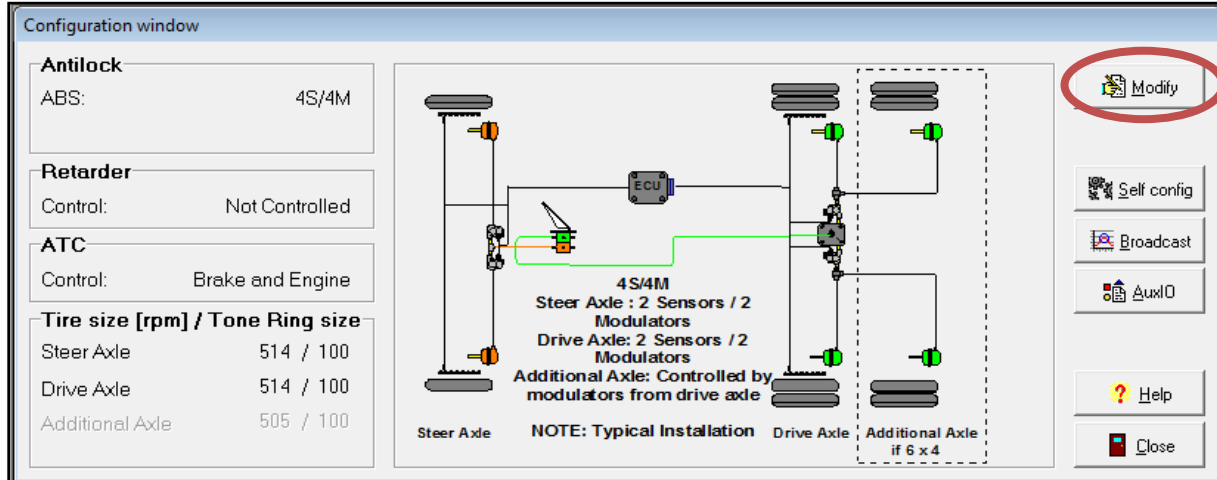 Configuration window
Antilock
ABS: 4S/4M
Retarder
Control: Not Controlled
ATC
Control: Brake and Engine
Tire size [rpm] / Tone Ring size
Steer Axle 514 / 100
Drive Axle 514 / 100
Additional Axle 505 / 100
ECU
4S/4M
Steer Axle : 2 Sensors / 2
Modulators
Drive Axle: 2 Sensors / 2
Modulators
Additional Axle: Controlled by
modulators from drive axle
NOTE: Typical Installation
Steer Axle
Drive Axle
Additional Axle
if 6 x 4
Modify
Self config
Broadcast
AuxIO
Help
Close